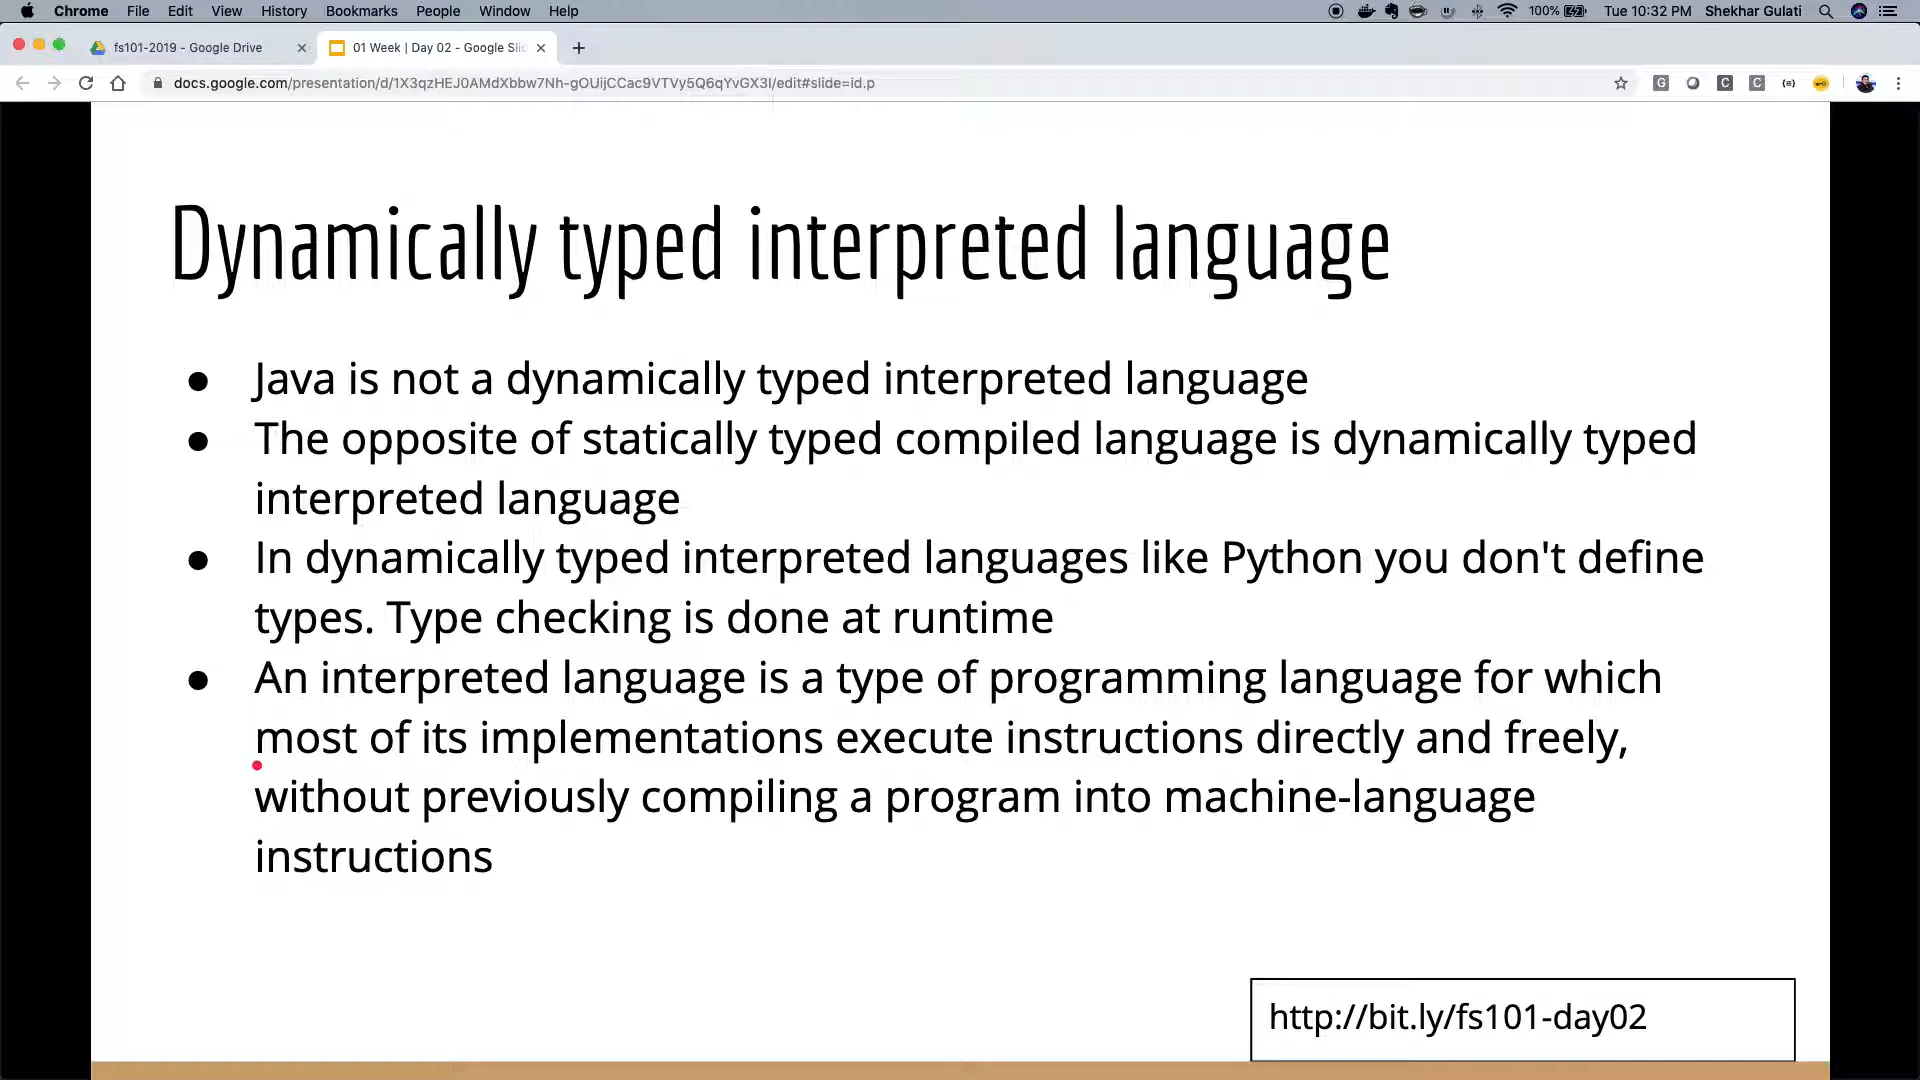 Chrome File Edit View History Bookmarks People Window Help 100% Tue 10:32 PM Shekhar Gulati
fs101-2019 - Google Drive 01 Week | Day 02 - Google Sli
docs.google.com/presentation/d/1X3qzHEJ0AMdXbbw7Nh-gOUijCCac9VTVy5Q6qYvGX3I/edit#slide=id.p
Dynamically typed interpreted language
● Java is not a dynamically typed interpreted language
● The opposite of statically typed compiled language is dynamically typed
interpreted language
● In dynamically typed interpreted languages like Python you don't define
types. Type checking is done at runtime
● An interpreted language is a type of programming language for which
most of its implementations execute instructions directly and freely,
without previously compiling a program into machine-language
instructions
http://bit.ly/fs101-day02